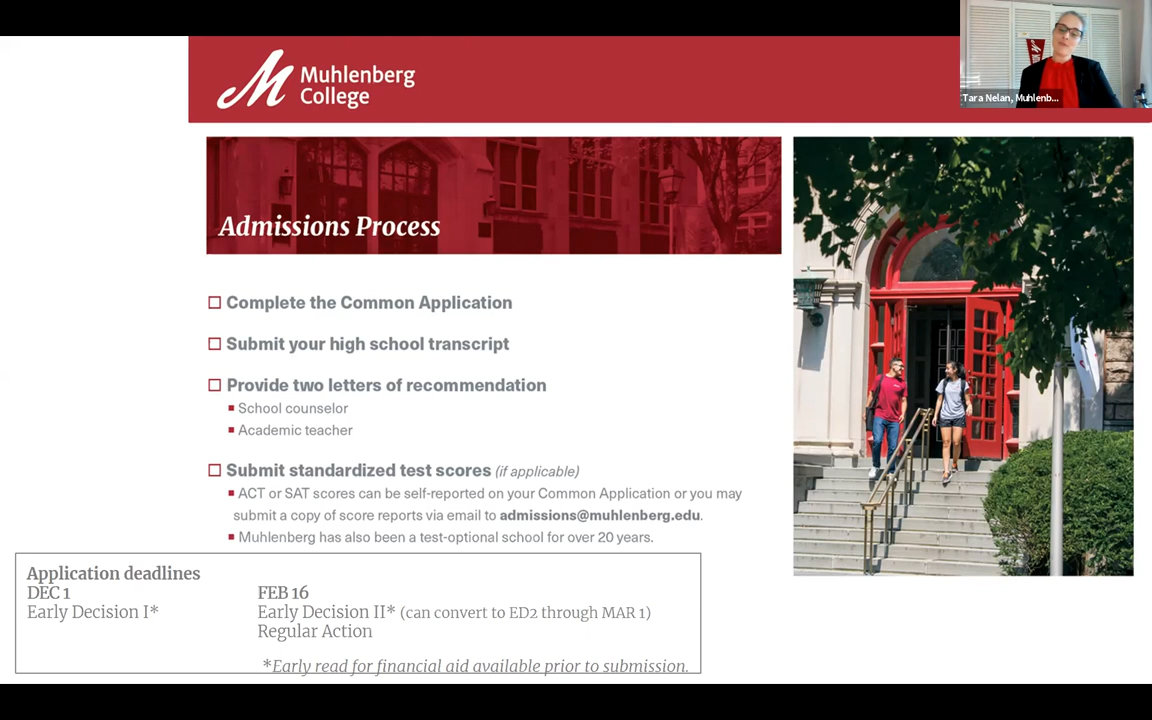 Muhlenberg
College
Tara Nelan, Muhlenb...
Admissions Process
Complete the Common Application
Submit your high school transcript
Provide two letters of recommendation
School counselor
Academic teacher
Submit standardized test scores (if applicable)
ACT or SAT scores can be self-reported on your Common Application or you may
submit a copy of score reports via email to admissions@muhlenberg.edu.
Muhlenberg has also been a test-optional school for over 20 years.
Application deadlines
DEC 1
Early Decision I*
FEB 16
Early Decision II* (can convert to ED2 through MAR 1)
Regular Action
*Early read for financial aid available prior to submission.